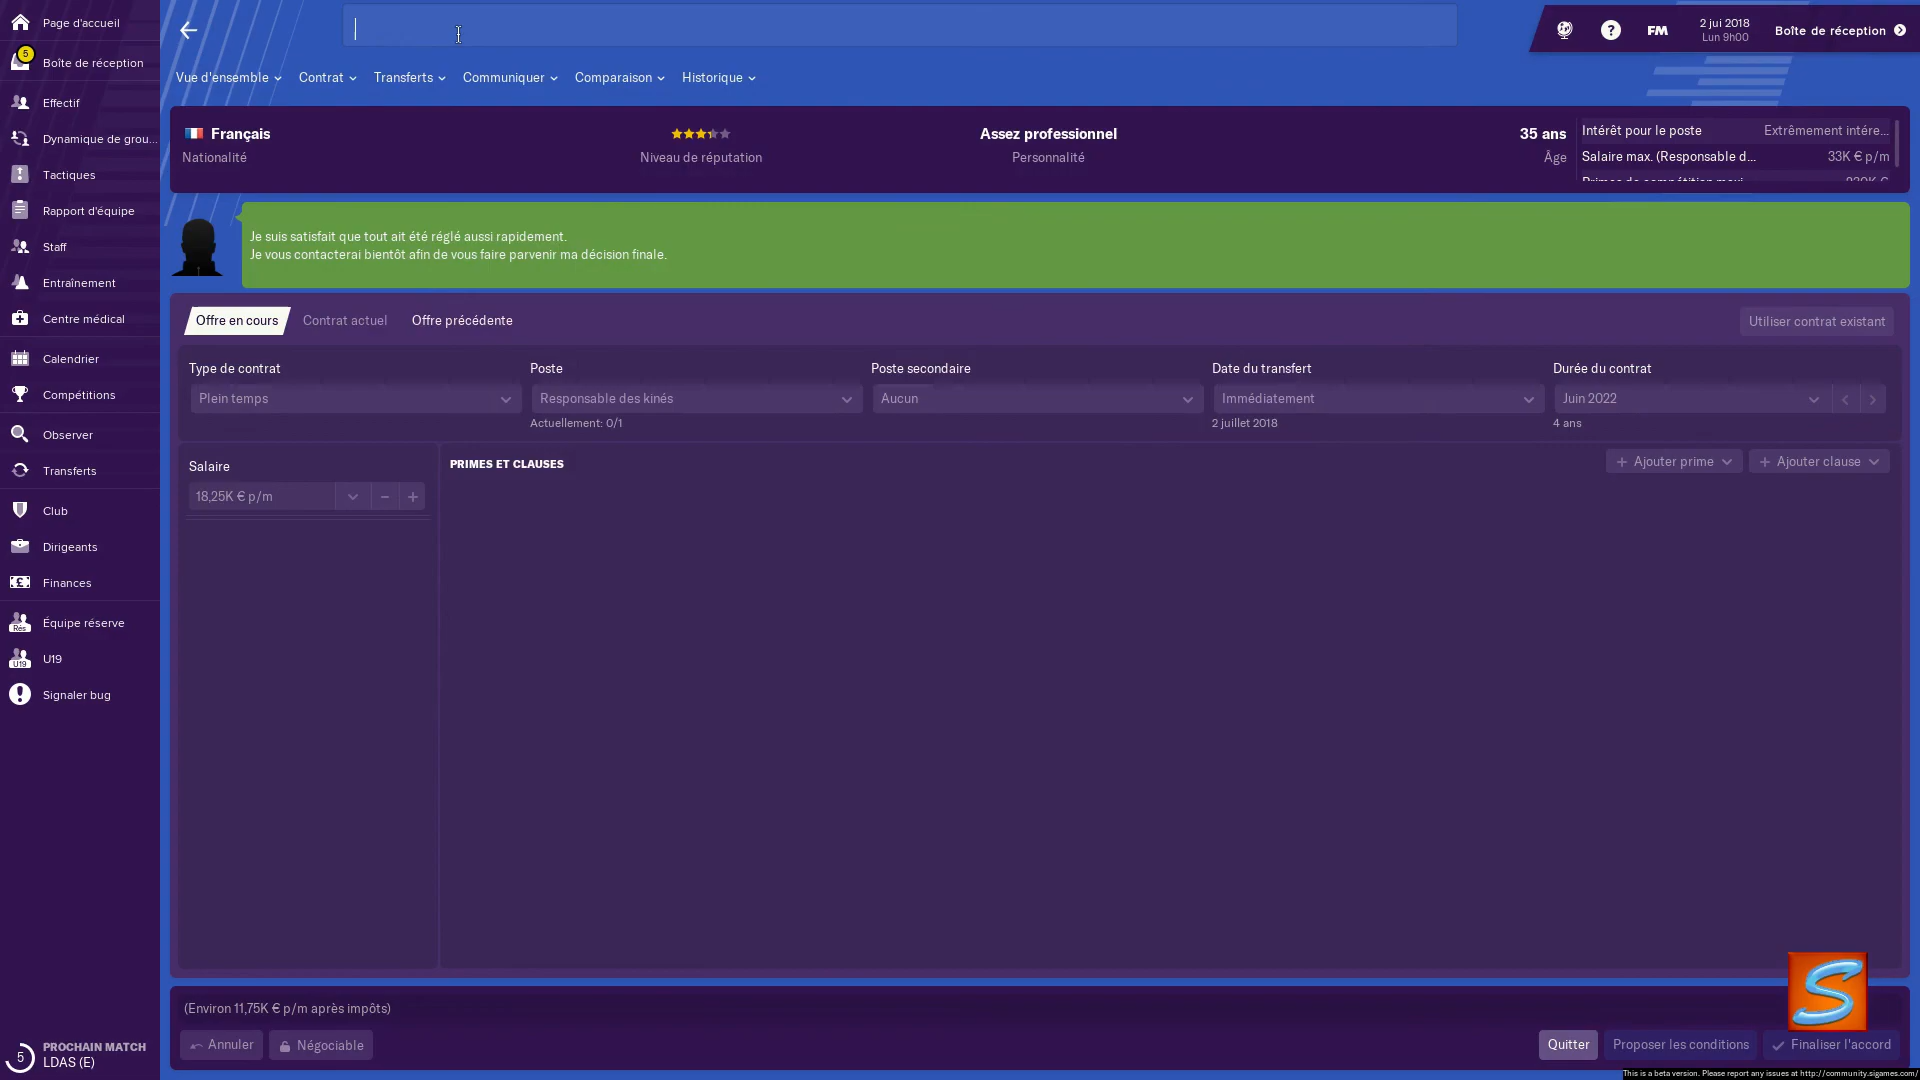 Page d'accueil
5
Boîte de réception
Effectif
Dynamique de grou...
Tactiques
Rapport d'équipe
Staff
Entraînement
Centre médical
Calendrier
Compétitions
Observer
Transferts
Club
Dirigeants
Finances
Rés
Équipe réserve
U19
U19
Signaler bug
5
PROCHAIN MATCH
LDAS (E)
FM
2 jui 2018
Lun 9h00
Boîte de réception
Vue d'ensemble
Contrat
Transferts
Communiquer
Comparaison
Historique
Français
Nationalité
Niveau de réputation
Assez professionnel
Personnalité
35 ans
Âge
Intérêt pour le poste Extrêmement intére...
Salaire max. (Responsable d... 33K € p/m
Je suis satisfait que tout ait été réglé aussi rapidement.
Je vous contacterai bientôt afin de vous faire parvenir ma décision finale.
Offre en cours
Contrat actuel
Offre précédente
Utiliser contrat existant
Type de contrat
Plein temps
Poste
Responsable des kinés
Actuellement: 0/1
Poste secondaire
Aucun
Date du transfert
Immédiatement
2 juillet 2018
Durée du contrat
Juin 2022
4 ans
Salaire
18,25K € p/m
PRIMES ET CLAUSES
Ajouter prime
Ajouter clause
(Environ 11,75K € p/m après impôts)
Annuler
Négociable
Quitter
Proposer les conditions
Finaliser l'accord
S
This is a beta version. Please report any issues at http://community.sigames.com/